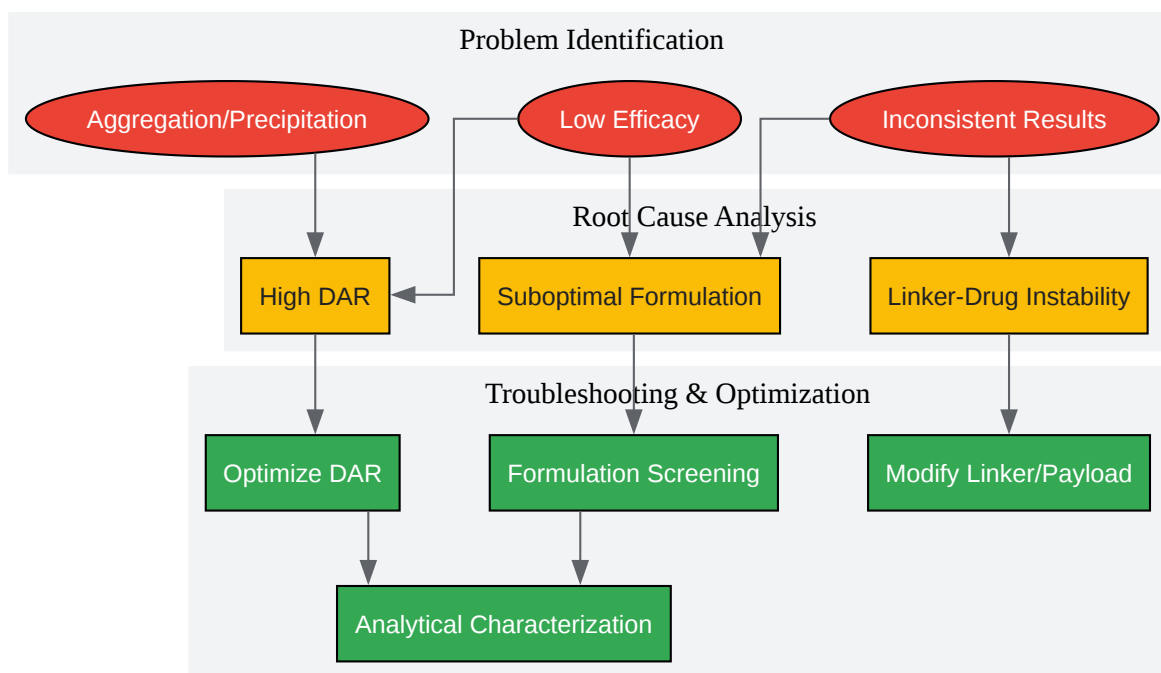 Problem Identification
Aggregation/Precipitation
Low Efficacy
Inconsistent Results
Root Cause Analysis
High DAR
Suboptimal Formulation
Linker-Drug Instability
Troubleshooting & Optimization
Optimize DAR
Formulation Screening
Modify Linker/Payload
Analytical Characterization